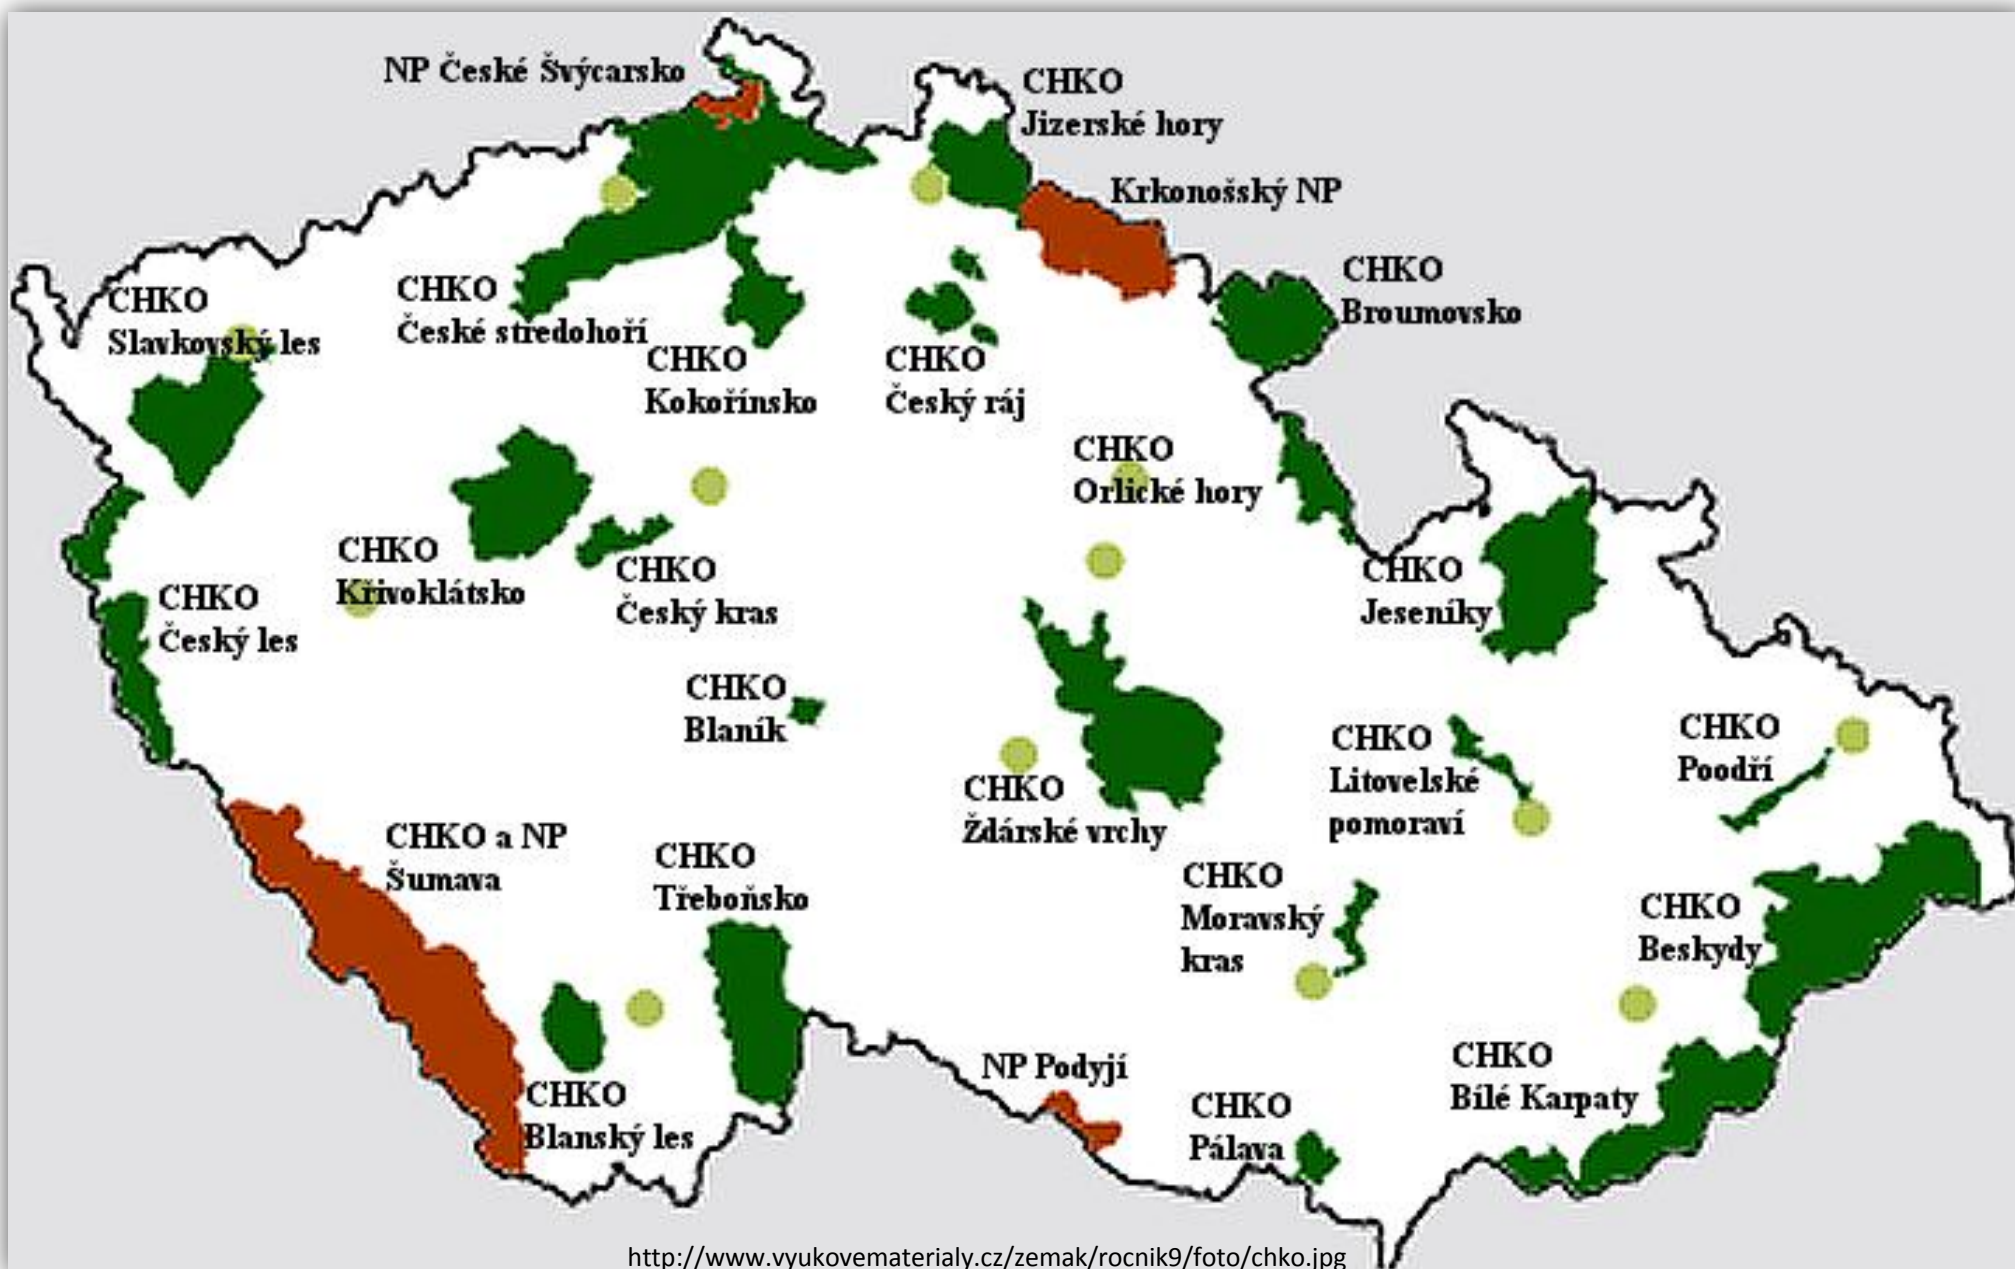 NP České Švýcarsko
CHKO
Jizerské hory
Krkonošský NP
CHKO
Broumovsko
CHKO
Slavkovský les
CHKO
České středohoří
CHKO
Kokořínsko
CHKO
Český ráj
CHKO
Orlické hory
CHKO
Křivoklátsko
CHKO
Český kras
CHKO
Jeseníky
CHKO
Český les
CHKO
Blaník
CHKO
Litovelské
pomoraví
CHKO
Poodří
CHKO
Ždárské vrchy
CHKO a NP
Šumava
CHKO
Třeboňsko
CHKO
Moravský
kras
CHKO
Beskydy
CHKO
Blanský les
NP Podyjí
CHKO
Pálava
CHKO
Bílé Karpaty
http://www.vyukovematerialy.cz/zemak/rocnik9/foto/chko.jpg